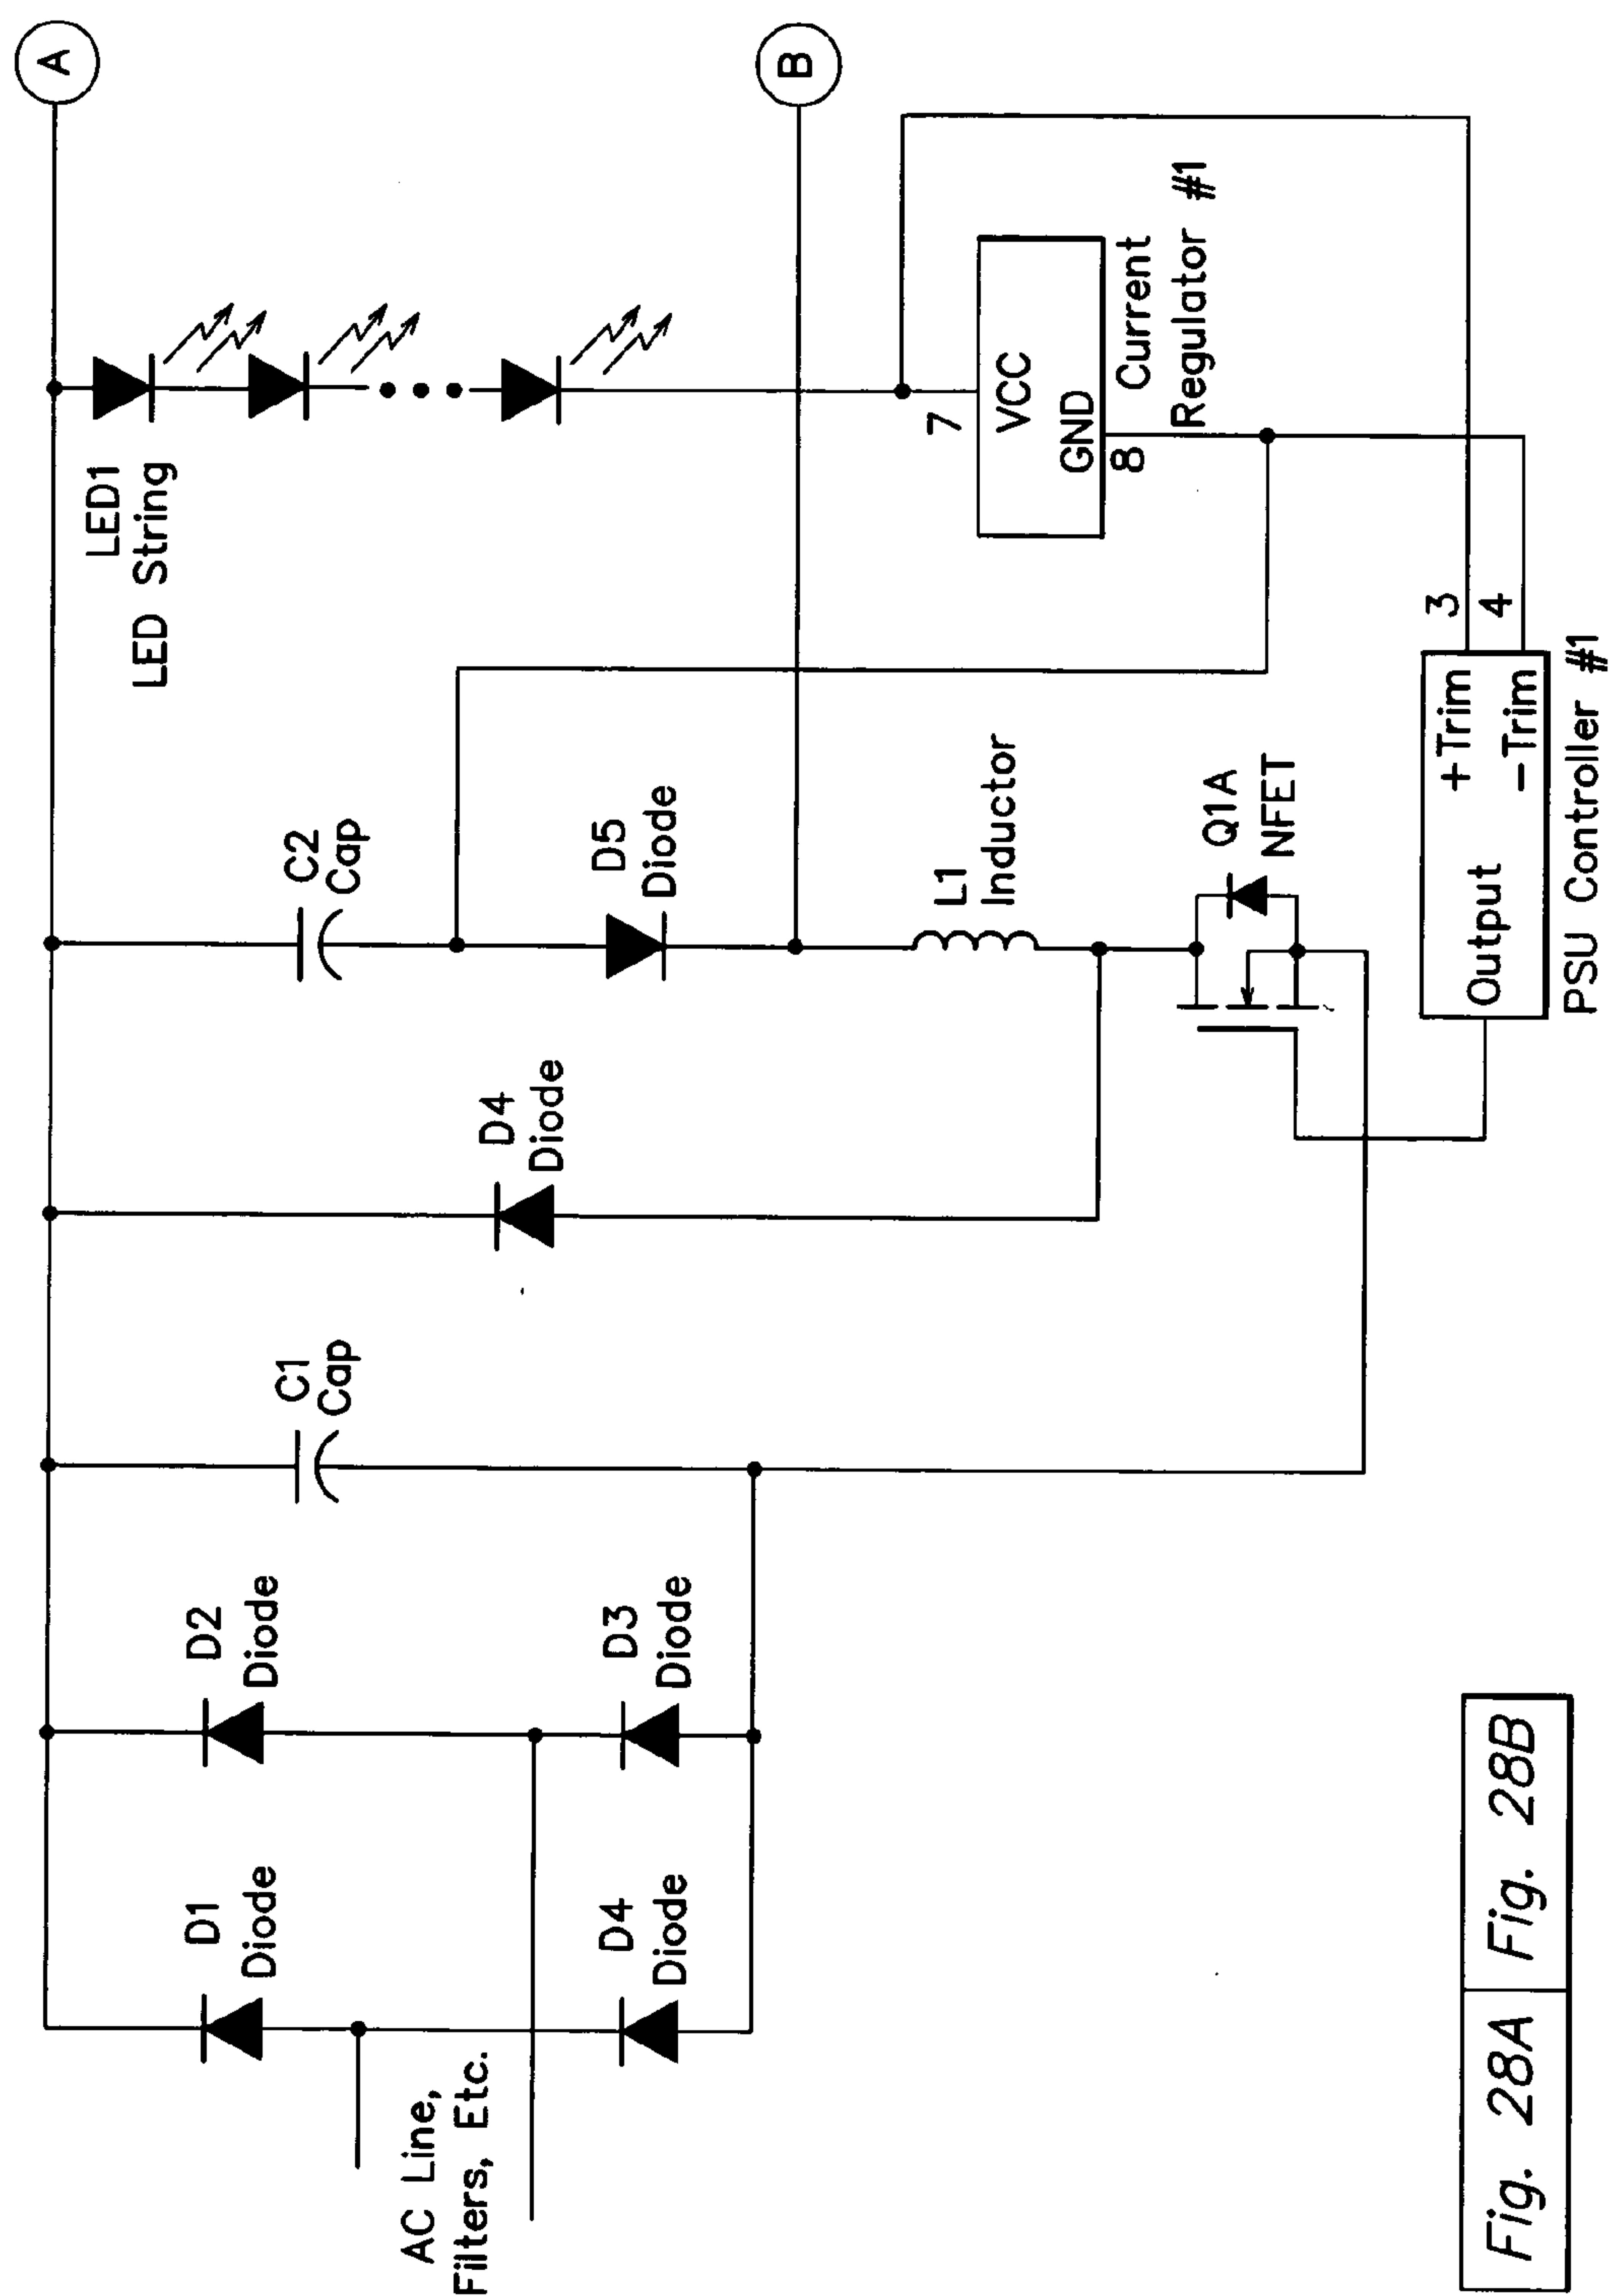 A
LED1
LED String
B
C2
Cap
D5
Diode
D4
Diode
C1
Cap
D2
Diode
D3
Diode
D1
Diode
D4
Diode
AC Line,
Filters, Etc.
L1
Inductor
Q1A
NFET
7
VCC
GND
8
Current
Regulator #1
3
4
+Trim
-Trim
Output
PSU Controller #1
Fig. 28A
Fig. 28B